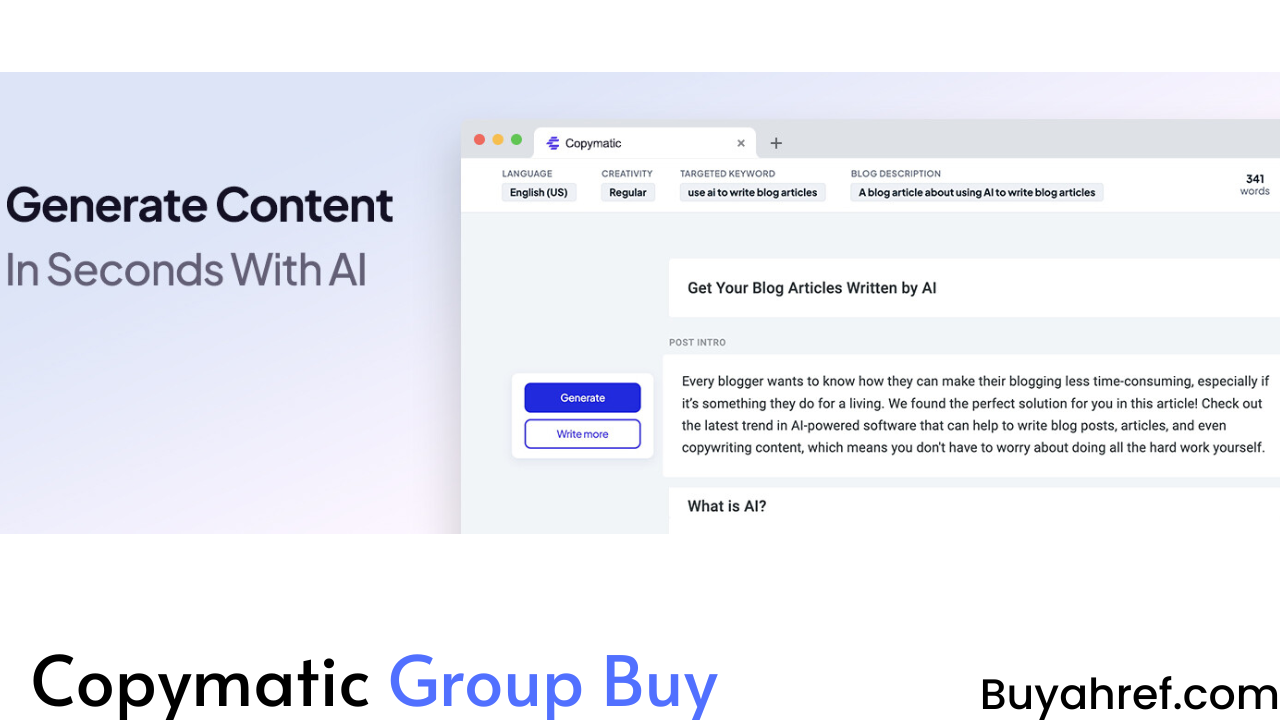 Generate Content
In Seconds With AI
Copymatic
LANGUAGE
English (US)
CREATIVITY
Regular
TARGETED KEYWORD
use ai to write blog articles
BLOG DESCRIPTION
A blog article about using AI to write blog articles
341
words
Get Your Blog Articles Written by AI
POST INTRO
Every blogger wants to know how they can make their blogging less time-consuming, especially if
it's something they do for a living. We found the perfect solution for you in this article! Check out
the latest trend in AI-powered software that can help to write blog posts, articles, and even
copywriting content, which means you don't have to worry about doing all the hard work yourself.
Generate
Write more
What is AI?
Copymatic Group Buy
Buyahref.com